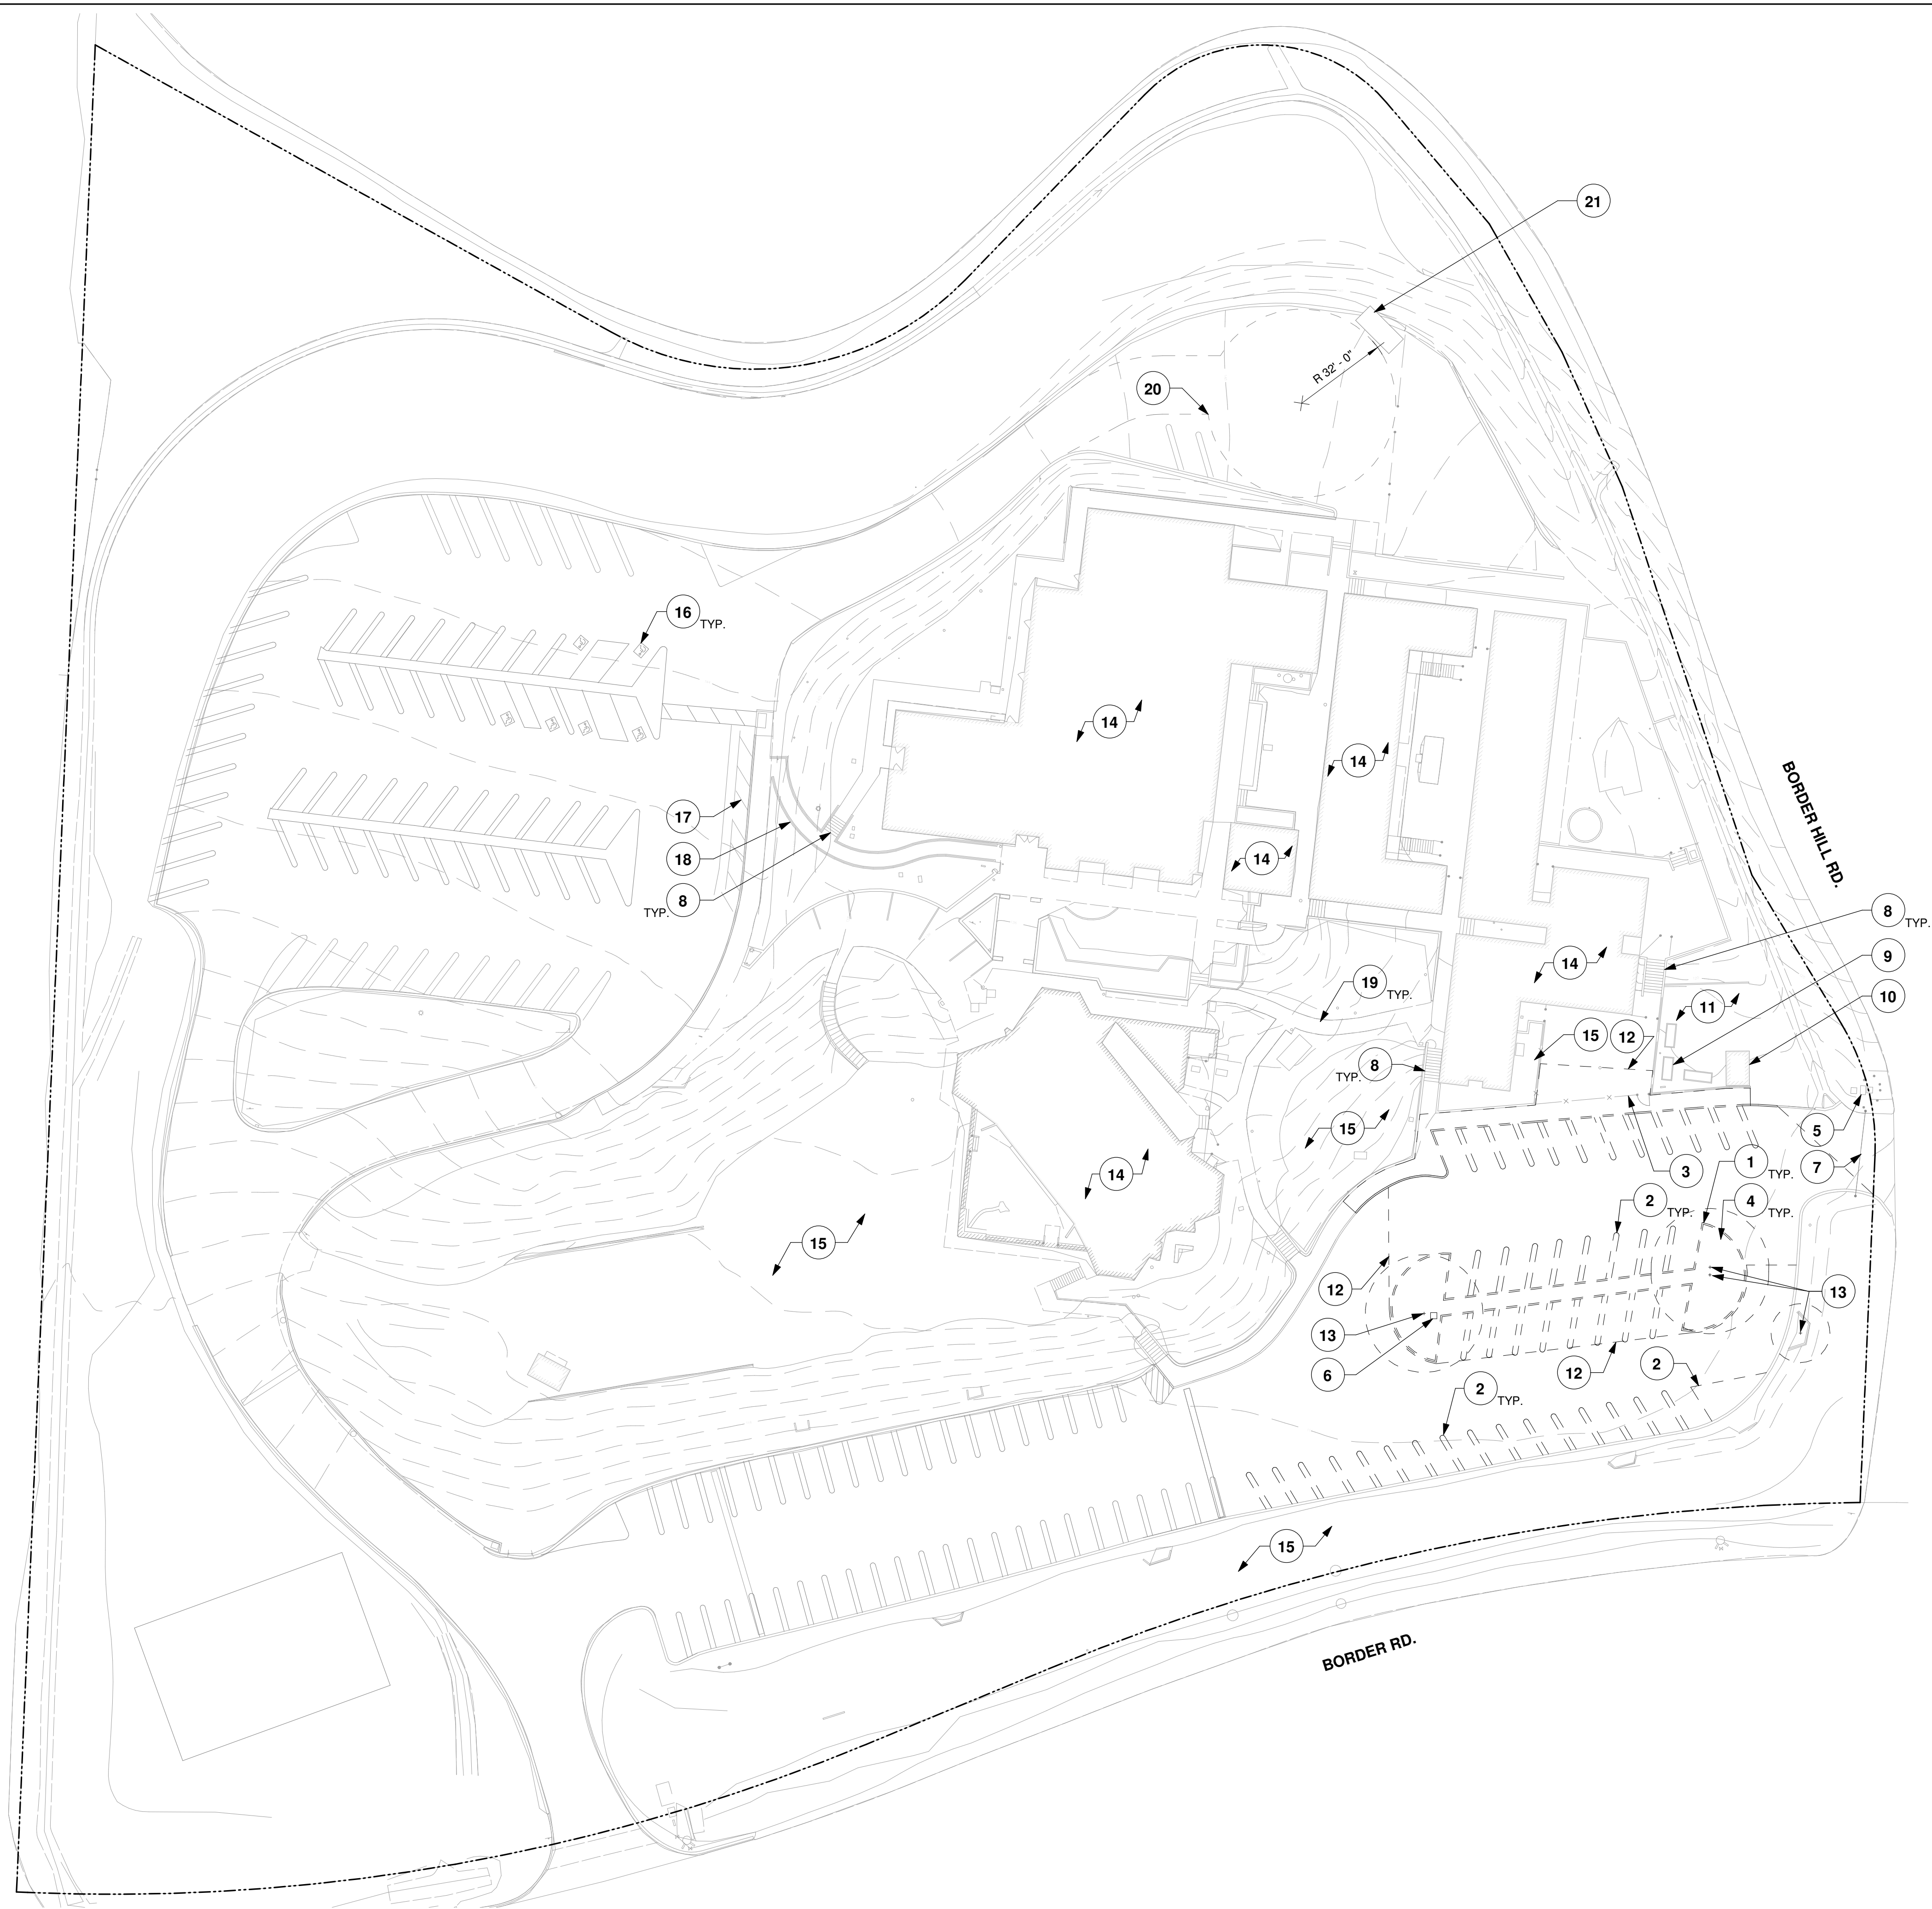 21
R 32' - 0"
20
16 TYP.
14
14
17
BORDER HILL RD.
18
14
8 TYP.
8 TYP.
9
14
19 TYP.
10
11
15
12
8 TYP.
15
5
3
1 TYP.
7
14
2 TYP.
4 TYP.
15
12
13
13
6
12
2
2 TYP.
15
BORDER RD.